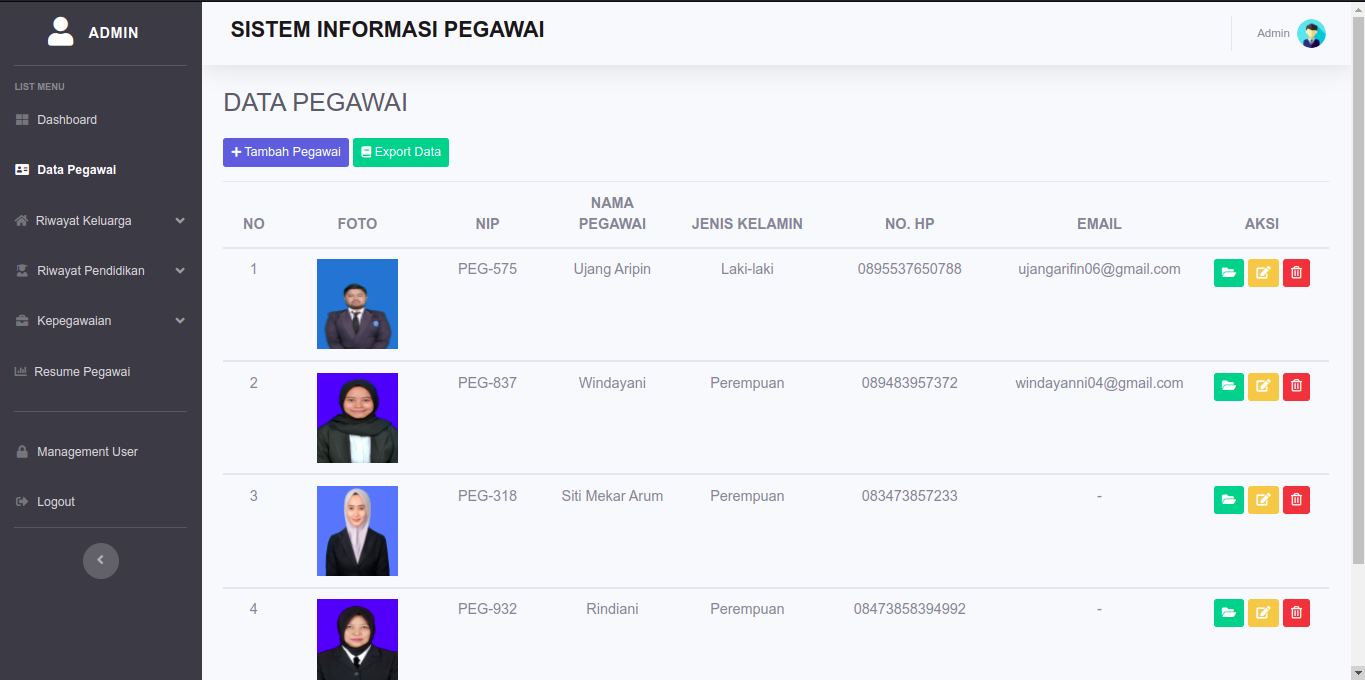 ADMIN
SISTEM INFORMASI PEGAWAI
Admin
LIST MENU
Dashboard
Data Pegawai
Riwayat Keluarga
Riwayat Pendidikan
Kepegawaian
Resume Pegawai
Management User
Logout
DATA PEGAWAI
Tambah Pegawai Export Data
NO FOTO NIP NAMA PEGAWAI JENIS KELAMIN NO. HP EMAIL AKSI
1 PEG-575 Ujang Aripin Laki-laki 0895537650788 ujangarifin06@gmail.com
2 PEG-837 Windayani Perempuan 089483957372 windayanni04@gmail.com
3 PEG-318 Siti Mekar Arum Perempuan 083473857233 -
4 PEG-932 Rindiani Perempuan 08473858394992 -